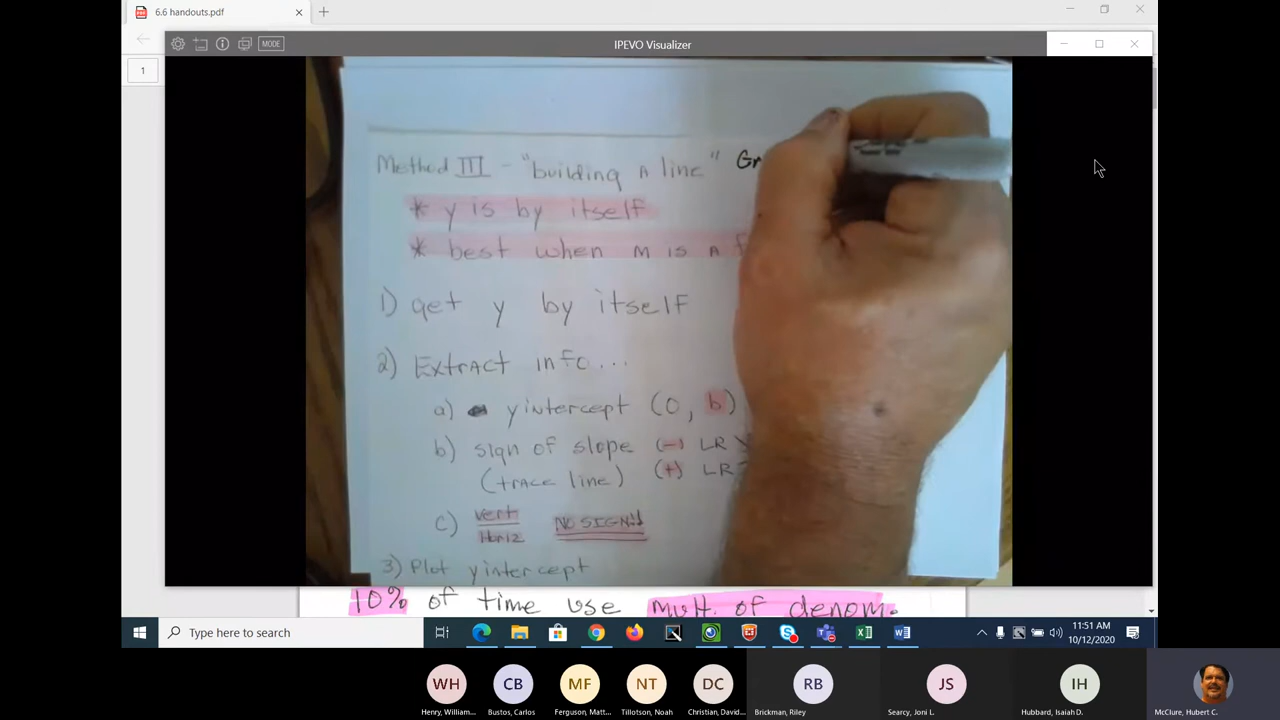 6.6 handouts.pdf
MODE
IPEVO Visualizer
1
Method III - "building A line" Gr
* y is by itself
* best when M is A f
1) get y by itself
2) Extract info...
a) y intercept (0, b)
b) sign of slope (-) LR
(trace line) (+) LR
c) vert
horiz
NO SIGN!!
3) Plot y intercept
10% of time use mult. of denom.
Type here to search
11:51 AM
10/12/2020
WH
CB
MF
NT
DC
RB
JS
IH
Henry, William...
Bustos, Carlos
Ferguson, Matt...
Tillotson, Noah
Christian, David...
Brickman, Riley
Searcy, Joni L.
Hubbard, Isaiah D.
McClure, Hubert C.